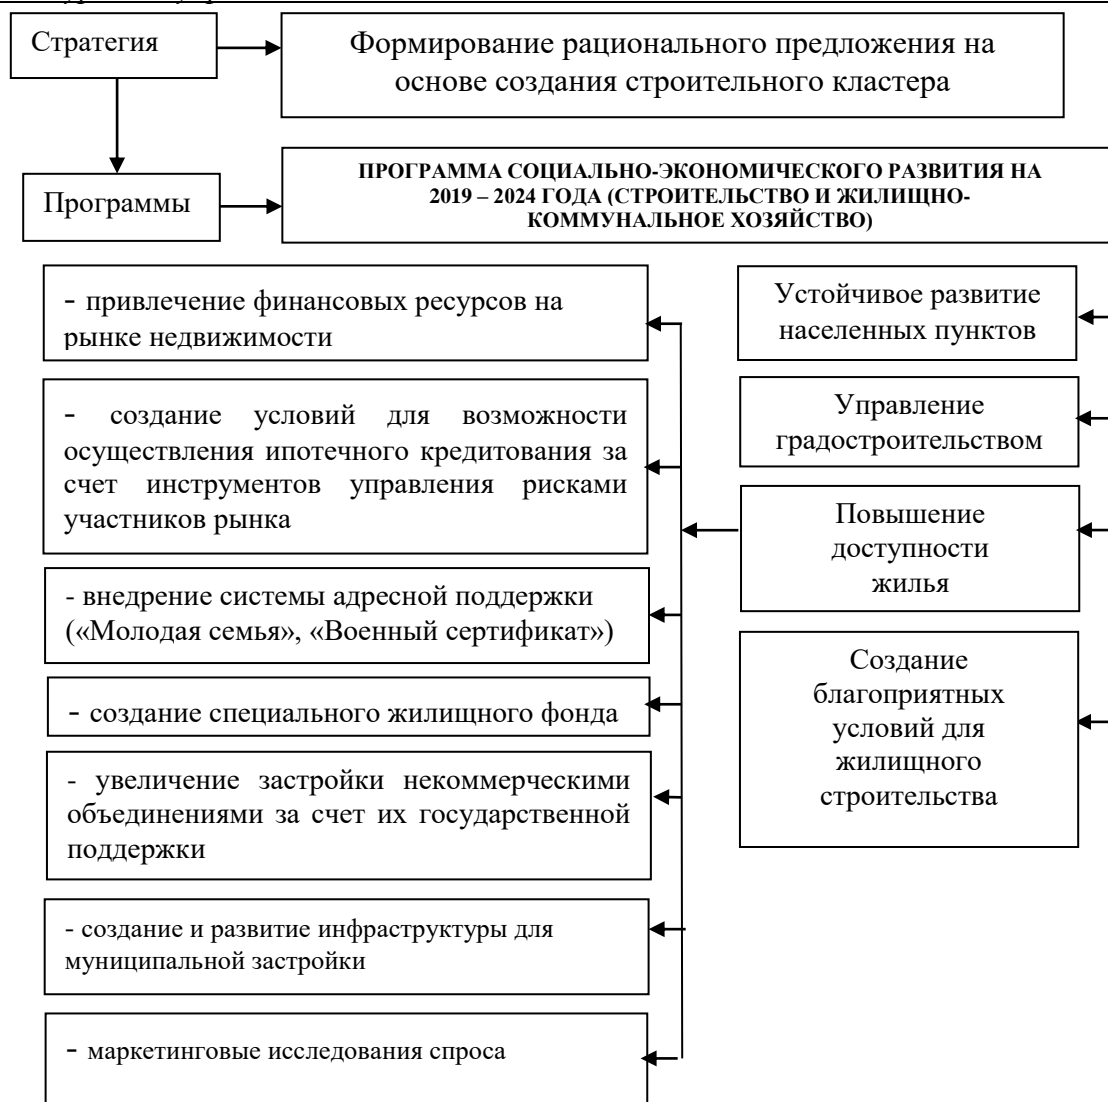 Стратегия
Формирование рационального предложения на
основе создания строительного кластера
Программы
ПРОГРАММА СОЦИАЛЬНО-ЭКОНОМИЧЕСКОГО РАЗВИТИЯ НА
2019 – 2024 ГОДА (СТРОИТЕЛЬСТВО И ЖИЛИЩНО-
КОММУНАЛЬНОЕ ХОЗЯЙСТВО)
- привлечение финансовых ресурсов на
рынке недвижимости
- создание условий для возможности
осуществления ипотечного кредитования за
счет инструментов управления рисками
участников рынка
- внедрение системы адресной поддержки
(«Молодая семья», «Военный сертификат»)
- создание специального жилищного фонда
- увеличение застройки некоммерческими
объединениями за счет их государственной
поддержки
- создание и развитие инфраструктуры для
муниципальной застройки
- маркетинговые исследования спроса
Устойчивое развитие
населенных пунктов
Управление
градостроительством
Повышение
доступности
жилья
Создание
благоприятных
условий для
жилищного
строительства